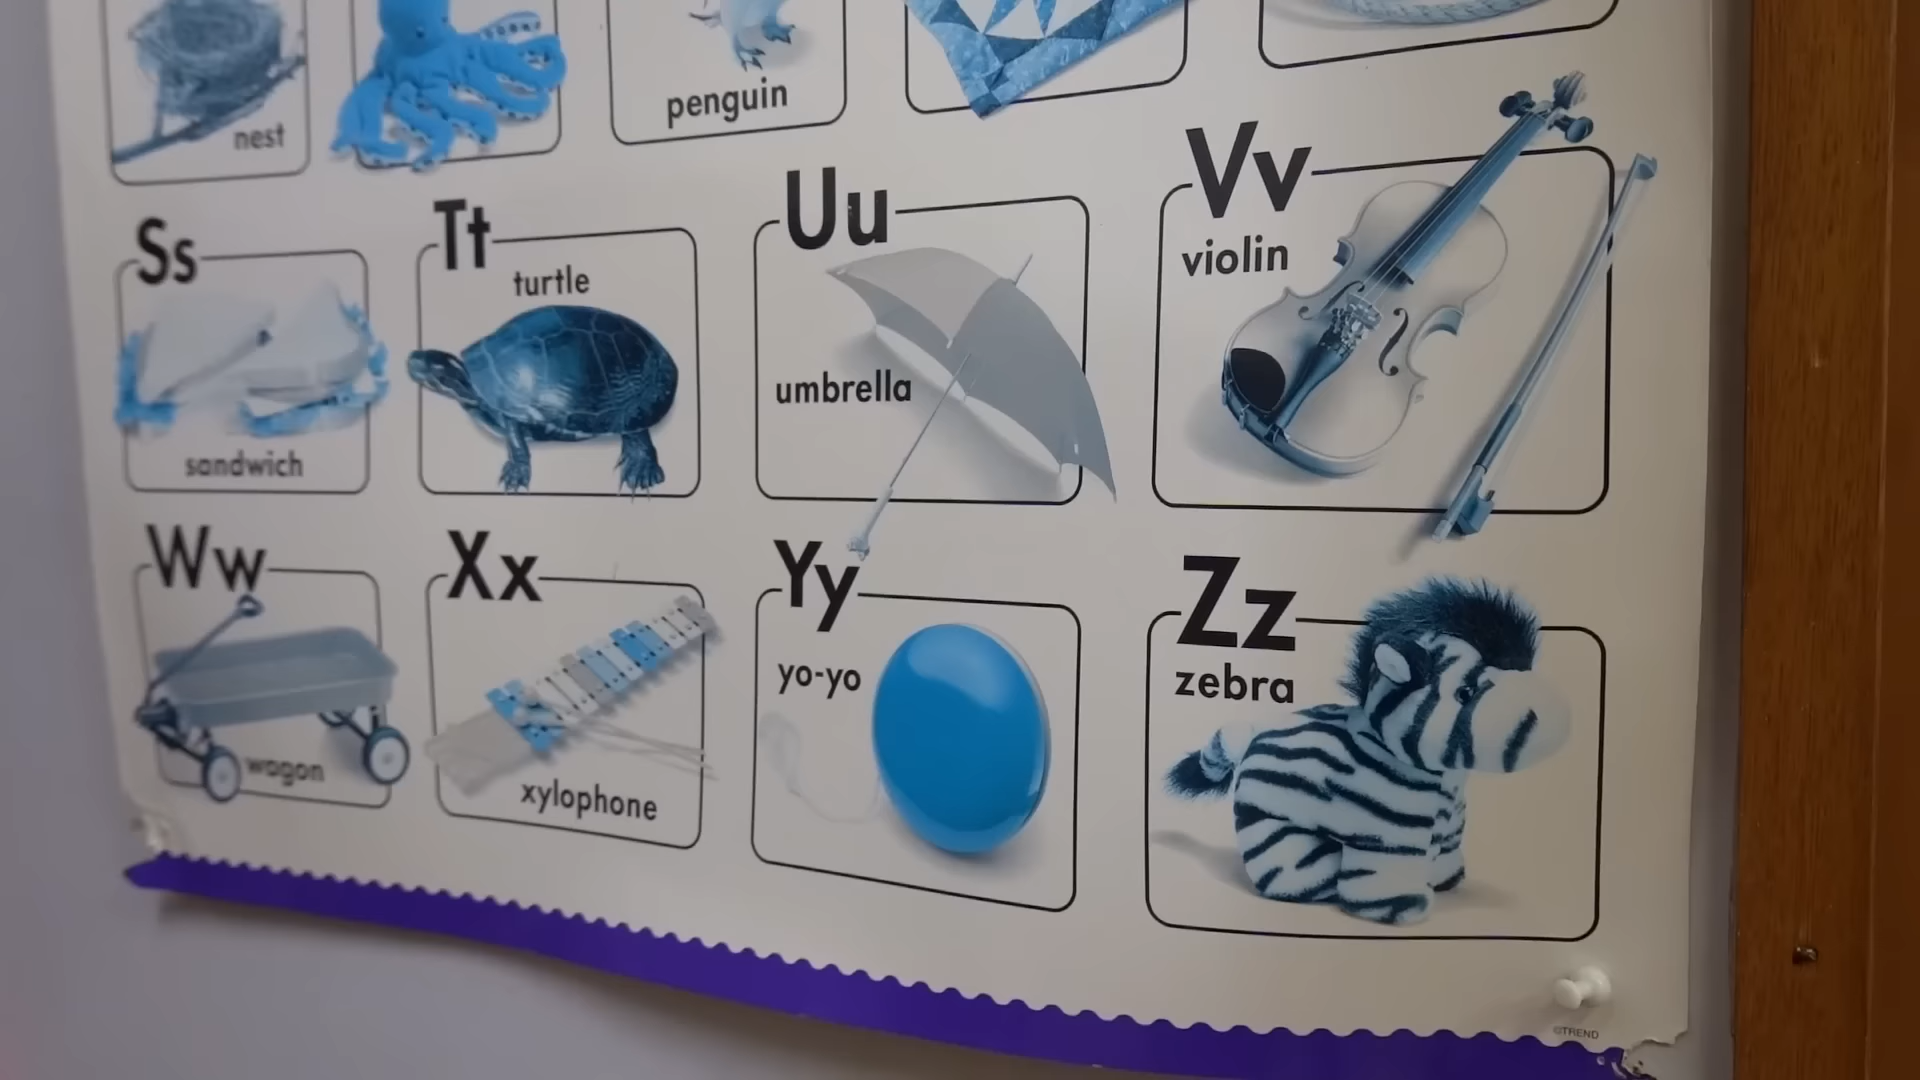 nest
penguin
Ss
sandwich
Tt
turtle
Uu
umbrella
Vv
violin
Ww
wagon
Xx
xylophone
Yy
yo-yo
Zz
zebra
©TREND